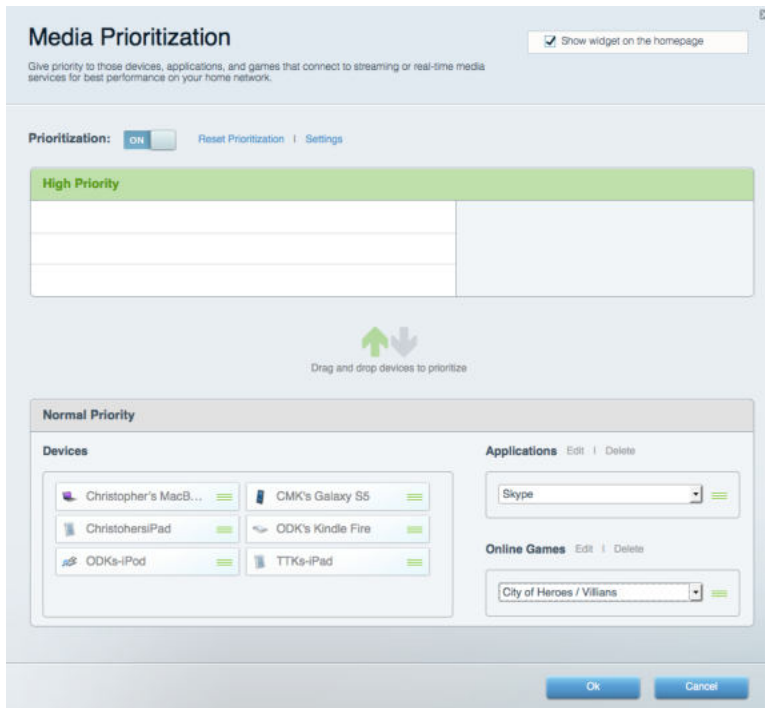 Media Prioritization
Show widget on the homepage
Give priority to those devices, applications, and games that connect to streaming or real-time media
services for best performance on your home network.
Prioritization: ON Reset Prioritization | Settings
High Priority
Drag and drop devices to prioritize
Normal Priority
Devices
Christopher's MacB... CMK's Galaxy S5
ChristohersiPad ODK's Kindle Fire
ODKs-iPod TTKs-iPad
Applications Edit | Delete
Skype
Online Games Edit | Delete
City of Heroes / Villians
Ok Cancel